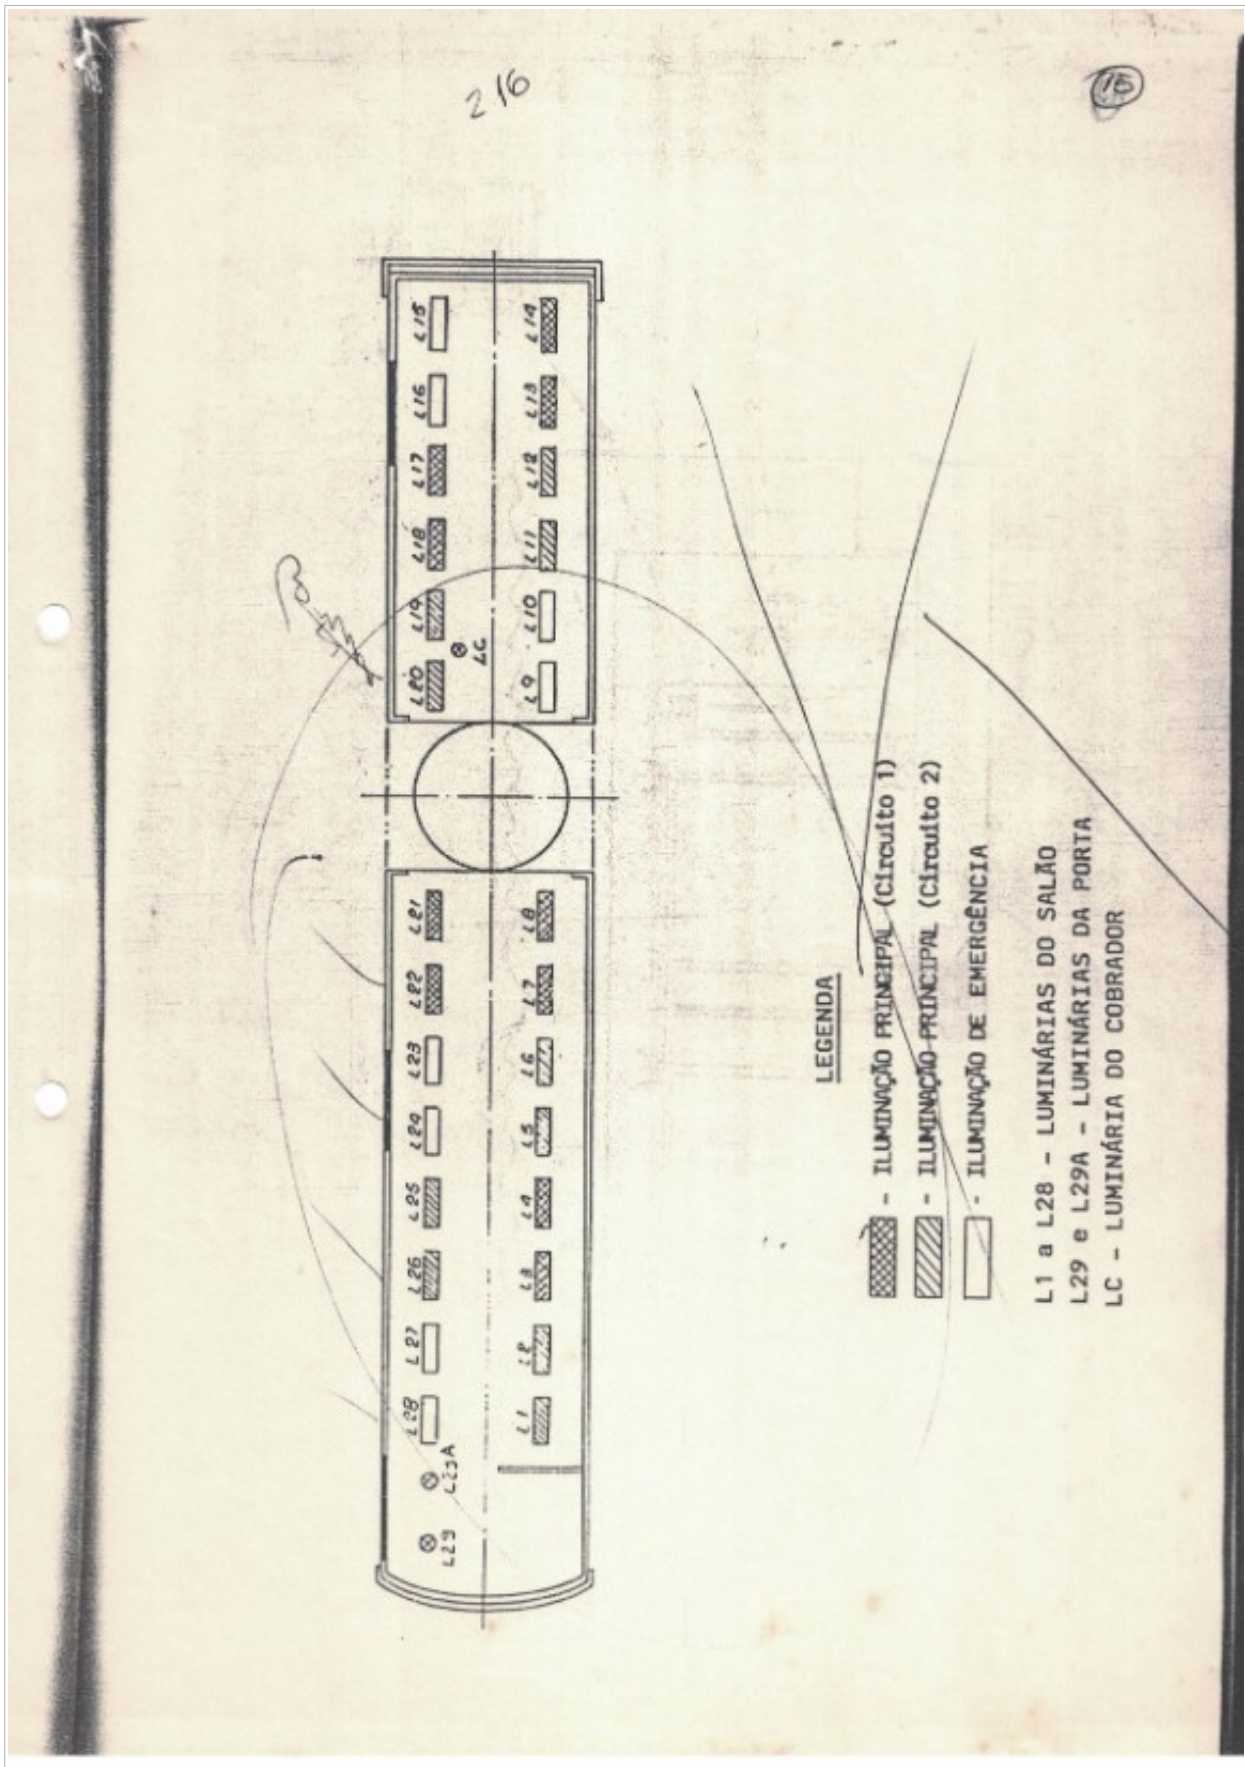 216
15
L28 L27 L26 L25 L24 L23 L22 L21 L20 L19 L18 L17 L16 L15
L29 L29A LC
L1 L2 L3 L4 L5 L6 L7 L8 L9 L10 L11 L12 L13 L14
LEGENDA
- ILUMINAÇÃO PRINCIPAL (Circuito 1)
- ILUMINAÇÃO PRINCIPAL (Circuito 2)
- ILUMINAÇÃO DE EMERGÊNCIA
L1 a L28 - LUMINÁRIAS DO SALÃO
L29 e L29A - LUMINÁRIAS DA PORTA
LC - LUMINÁRIA DO COBRADOR